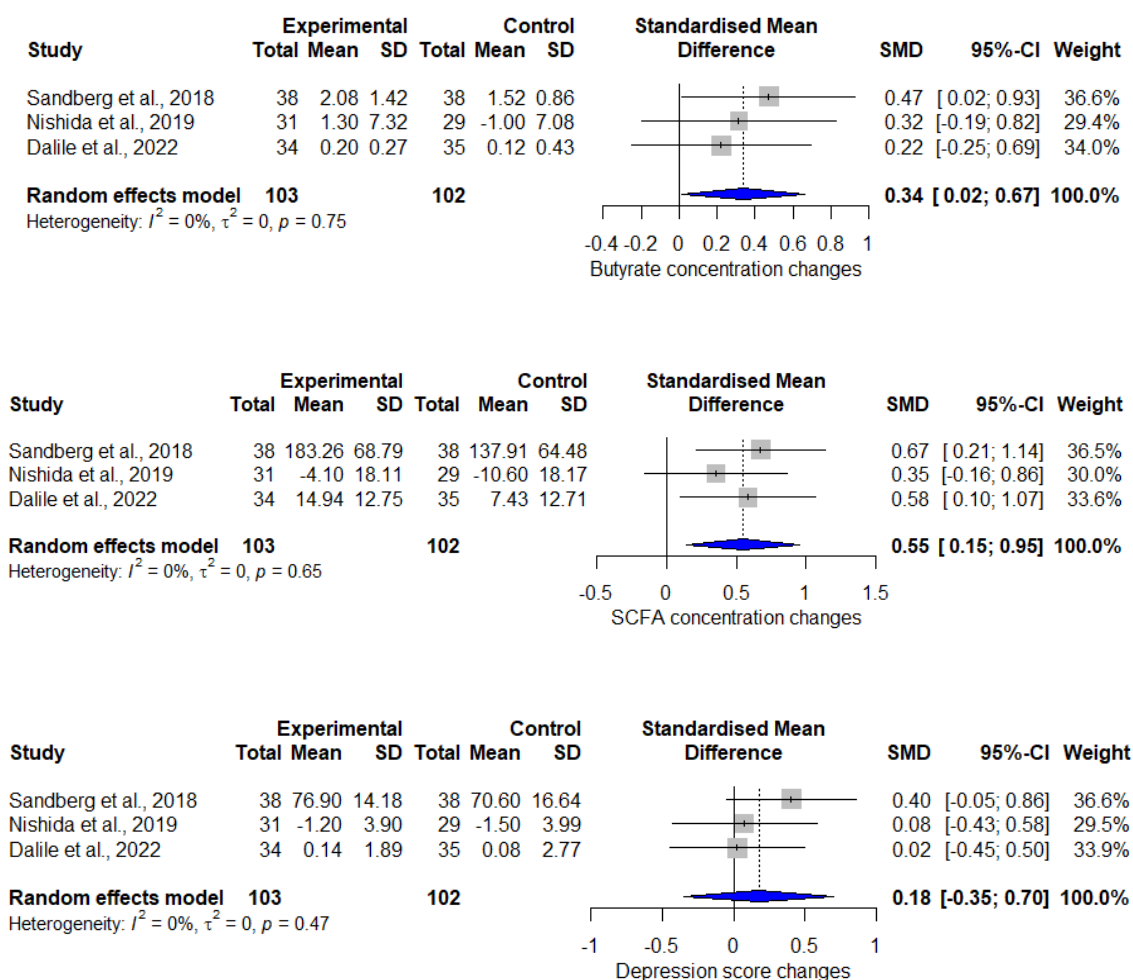 Experimental Control Standardised Mean
Study Total Mean SD Total Mean SD Difference SMD 95%-CI Weight
Sandberg et al., 2018 38 2.08 1.42 38 1.52 0.86 0.47 [ 0.02; 0.93] 36.6%
Nishida et al., 2019 31 1.30 7.32 29 -1.00 7.08 0.32 [-0.19; 0.82] 29.4%
Dalile et al., 2022 34 0.20 0.27 35 0.12 0.43 0.22 [-0.25; 0.69] 34.0%
Random effects model 103 102 0.34 [ 0.02; 0.67] 100.0%
Heterogeneity: I² = 0%, τ² = 0, p = 0.75
-0.4 -0.2 0 0.2 0.4 0.6 0.8 1
Butyrate concentration changes
Experimental Control Standardised Mean
Study Total Mean SD Total Mean SD Difference SMD 95%-CI Weight
Sandberg et al., 2018 38 183.26 68.79 38 137.91 64.48 0.67 [ 0.21; 1.14] 36.5%
Nishida et al., 2019 31 -4.10 18.11 29 -10.60 18.17 0.35 [-0.16; 0.86] 30.0%
Dalile et al., 2022 34 14.94 12.75 35 7.43 12.71 0.58 [ 0.10; 1.07] 33.6%
Random effects model 103 102 0.55 [ 0.15; 0.95] 100.0%
Heterogeneity: I² = 0%, τ² = 0, p = 0.65
-0.5 0 0.5 1 1.5
SCFA concentration changes
Experimental Control Standardised Mean
Study Total Mean SD Total Mean SD Difference SMD 95%-CI Weight
Sandberg et al., 2018 38 76.90 14.18 38 70.60 16.64 0.40 [-0.05; 0.86] 36.6%
Nishida et al., 2019 31 -1.20 3.90 29 -1.50 3.99 0.08 [-0.43; 0.58] 29.5%
Dalile et al., 2022 34 0.14 1.89 35 0.08 2.77 0.02 [-0.45; 0.50] 33.9%
Random effects model 103 102 0.18 [-0.35; 0.70] 100.0%
Heterogeneity: I² = 0%, τ² = 0, p = 0.47
-1 -0.5 0 0.5 1
Depression score changes